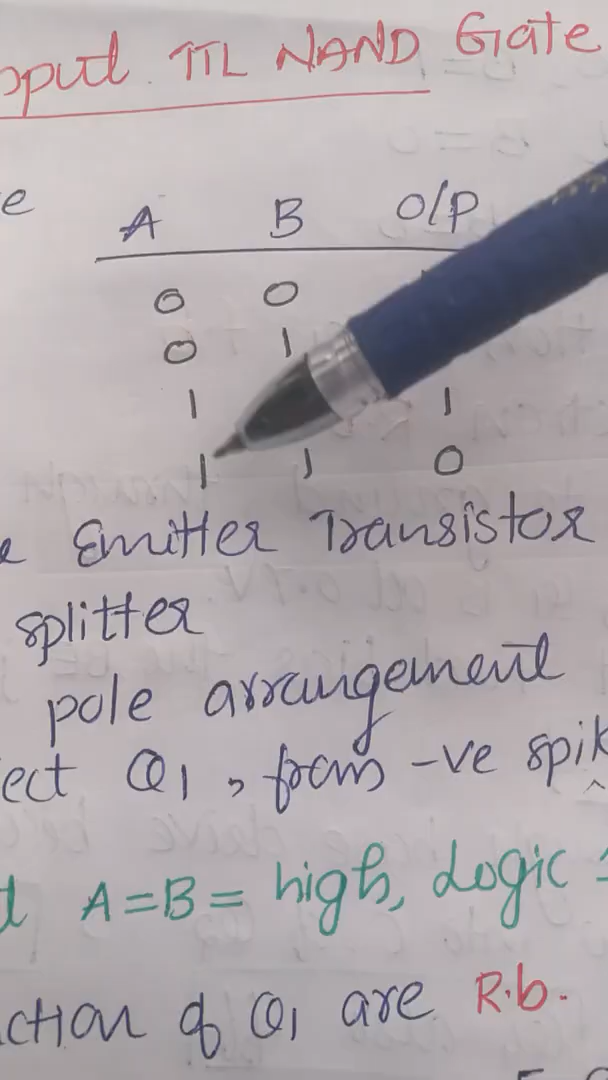 put TTL NAND Gate
e A B O/P
0 0
0 1
1 1
1 1 0
e Emitter Transistor
splitter
pole arrangement
ect Q1, from -ve spik
A=B= high, Logic
ction of Q1 are R.b.